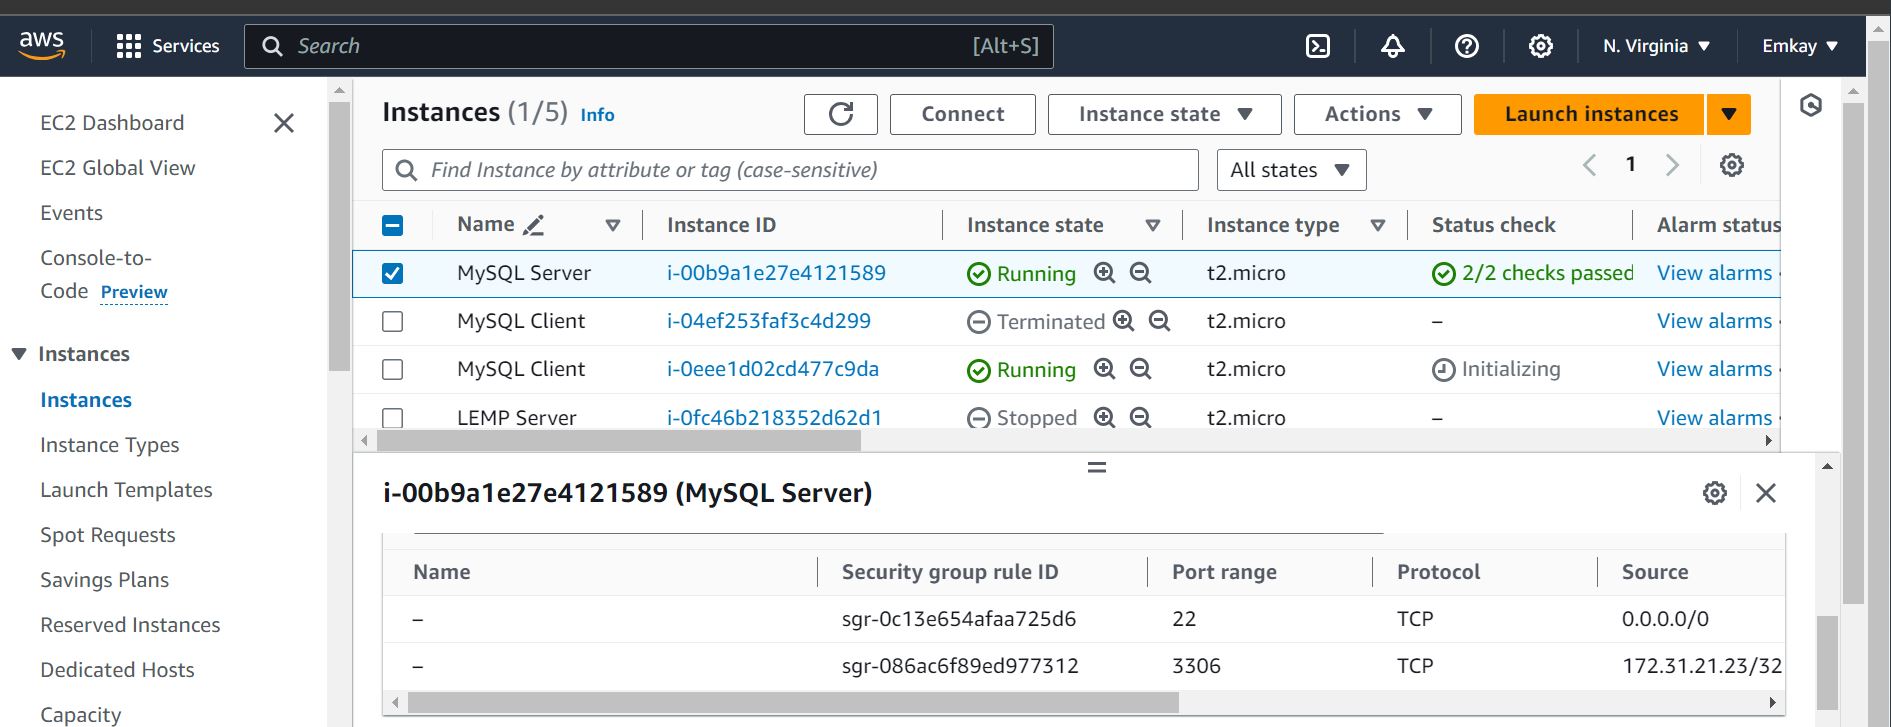 aws
Services
Search
[Alt+S]
N. Virginia
Emkay
EC2 Dashboard
EC2 Global View
Events
Console-to-
Code Preview
Instances
Instances
Instance Types
Launch Templates
Spot Requests
Savings Plans
Reserved Instances
Dedicated Hosts
Capacity
Instances (1/5) Info
Connect
Instance state
Actions
Launch instances
Find Instance by attribute or tag (case-sensitive)
All states
1
Name Instance ID Instance state Instance type Status check Alarm status
MySQL Server i-00b9a1e27e4121589 Running t2.micro 2/2 checks passed View alarms
MySQL Client i-04ef253faf3c4d299 Terminated t2.micro – View alarms
MySQL Client i-0eee1d02cd477c9da Running t2.micro Initializing View alarms
LEMP Server i-0fc46b218352d62d1 Stopped t2.micro – View alarms
i-00b9a1e27e4121589 (MySQL Server)
Name Security group rule ID Port range Protocol Source
– sgr-0c13e654afaa725d6 22 TCP 0.0.0.0/0
– sgr-086ac6f89ed977312 3306 TCP 172.31.21.23/32